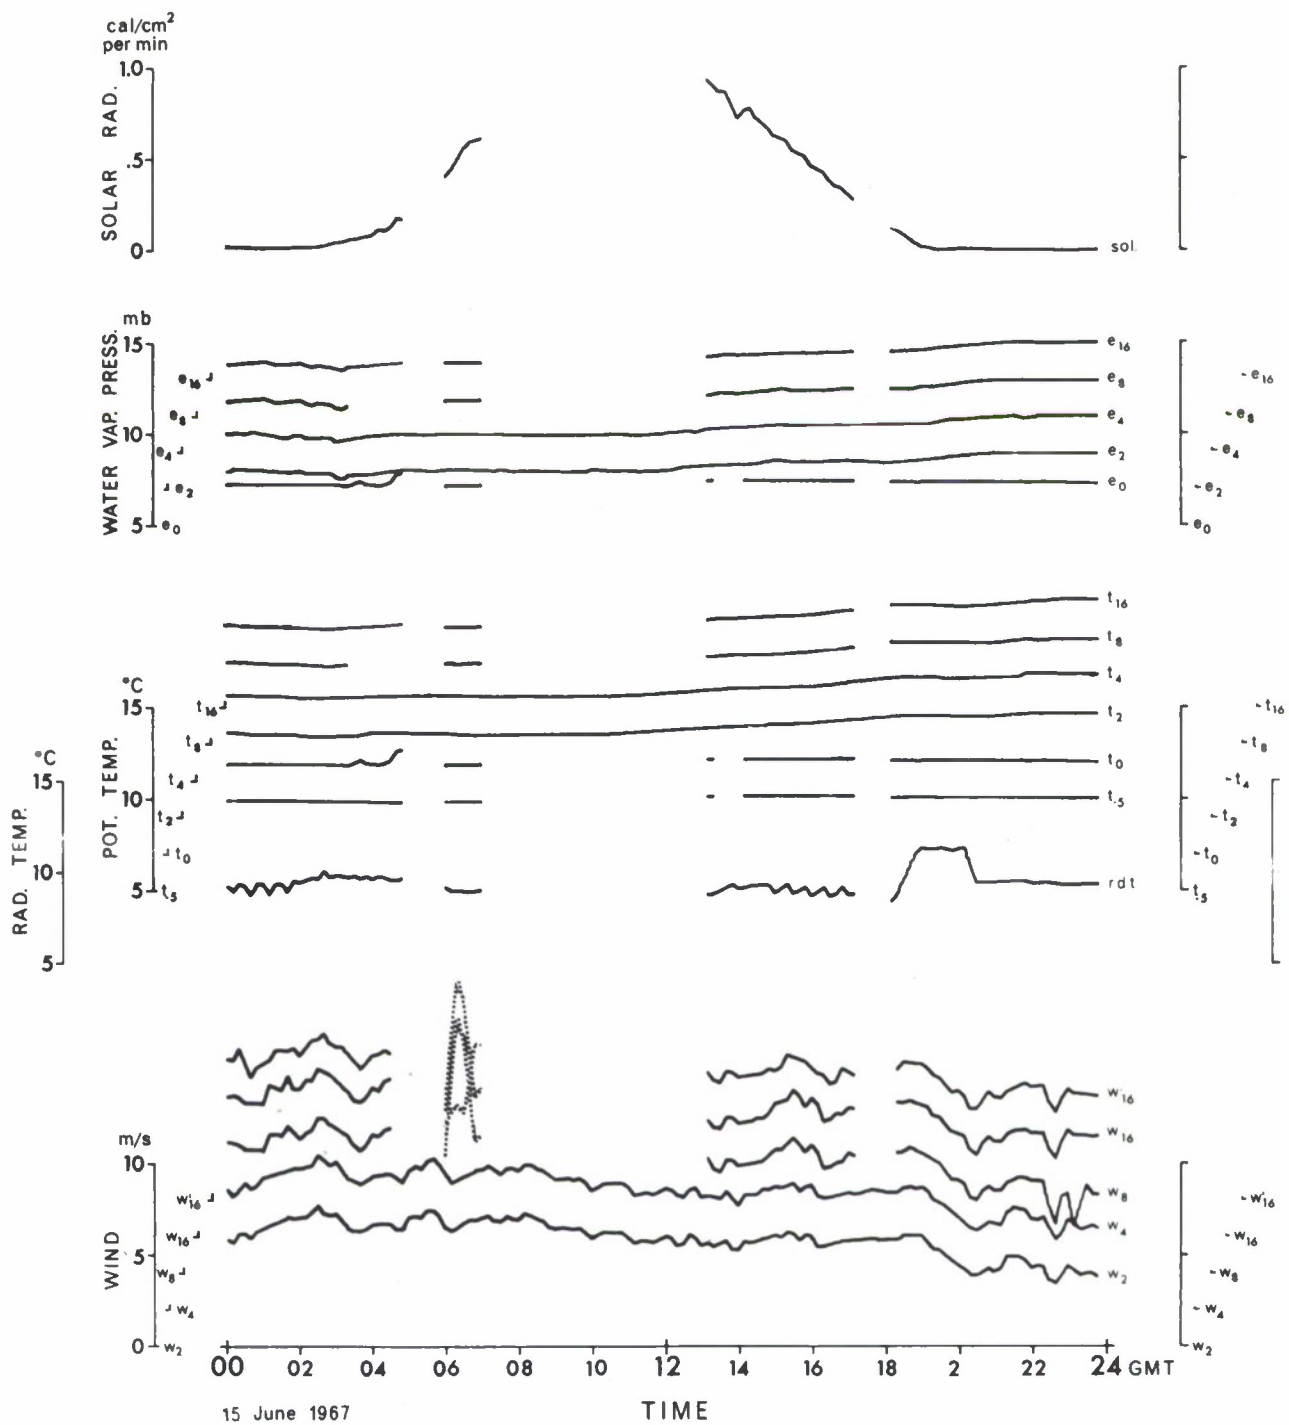 cal/cm²
per min
1.0
.5
0
SOLAR RAD.
sol.
mb
15
10
5
WATER VAP. PRESS.
e₁₆
e₈
e₄
e₂
e₀
e₁₆
e₈
e₄
e₂
e₀
-e₁₆
-e₈
-e₄
-e₂
e₀
°C
15
10
5
POT. TEMP.
t₁₆
t₈
t₄
t₂
t₀
t.₅
t₁₆
t₈
t₄
t₂
t₀
t.₅
rdt
-t₁₆
-t₈
-t₄
-t₂
-t₀
t.₅
°C
15
10
5
RAD. TEMP.
m/s
10
5
0
WIND
w'₁₆
w₁₆
w₈
w₄
w₂
w'₁₆
w₁₆
w₈
w₄
w₂
-w'₁₆
-w₁₆
-w₈
-w₄
w₂
00 02 04 06 08 10 12 14 16 18 2 22 24 GMT
15 June 1967
TIME